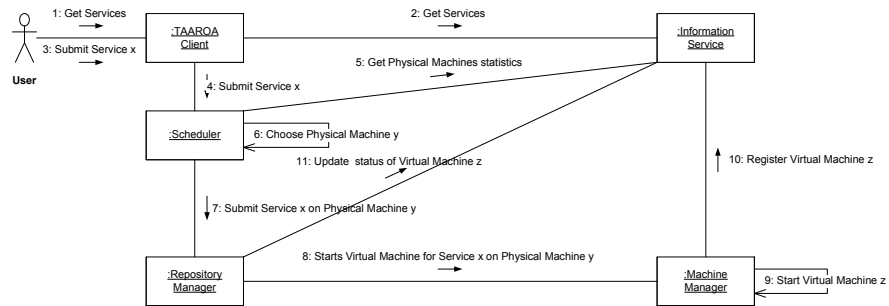 1: Get Services
2: Get Services
:TAAROA
Client
:Information
Service
3: Submit Service x
User
5: Get Physical Machines statistics
4: Submit Service x
:Scheduler
6: Choose Physical Machine y
11: Update status of Virtual Machine z
10: Register Virtual Machine z
7: Submit Service x on Physical Machine y
8: Starts Virtual Machine for Service x on Physical Machine y
:Repository
Manager
:Machine
Manager
9: Start Virtual Machine z